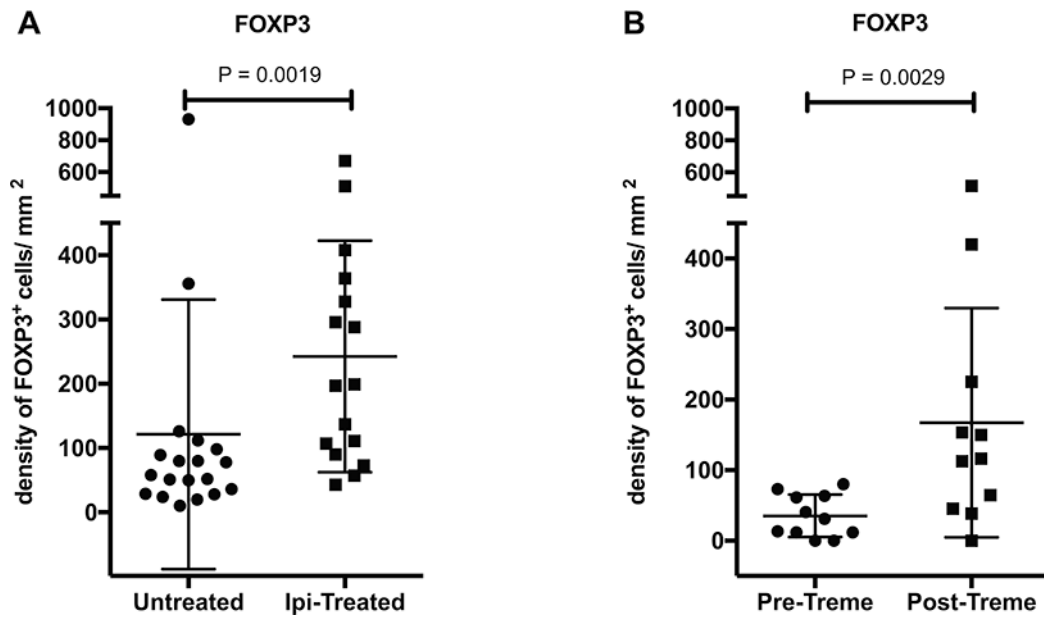 A
FOXP3
P = 0.0019
density of FOXP3+ cells/ mm 2
1000
800
600
400
300
200
100
0
Untreated
Ipi-Treated
B
FOXP3
P = 0.0029
density of FOXP3+ cells/ mm 2
1000
800
600
400
300
200
100
0
Pre-Treme
Post-Treme